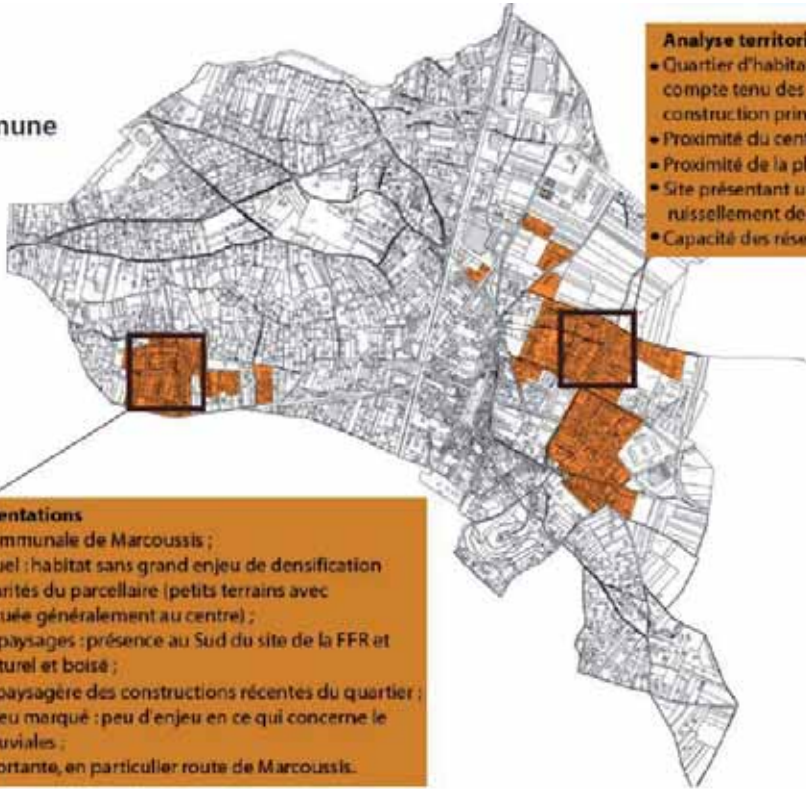 mune
Analyse territori
• Quartier d'habita
compte tenu des
construction prin
• Proximité du cent
• Proximité de la pl
• Site présentant u
ruissellement de
• Capacité des rése
entations
mmunale de Marcoussis ;
uel : habitat sans grand enjeu de densification
arités du parcellaire (petits terrains avec
uée généralement au centre) ;
paysages : présence au Sud du site de la FFR et
turel et boisé ;
paysagère des constructions récentes du quartier ;
eu marqué : peu d'enjeu en ce qui concerne le
uviales ;
ortante, en particulier route de Marcoussis.